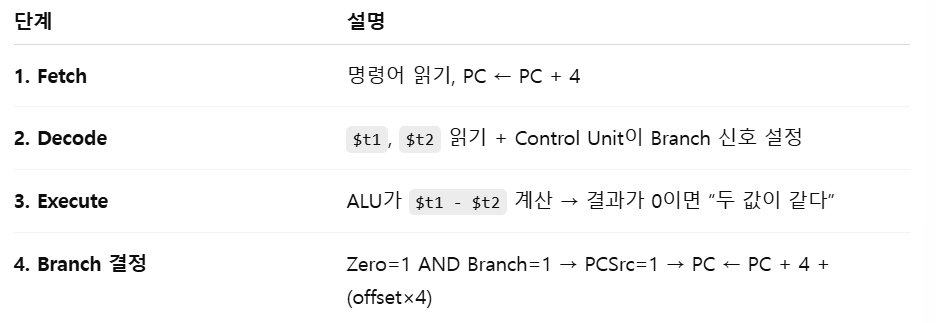 단계 설명
1. Fetch 명령어 읽기, PC ← PC + 4
2. Decode $t1, $t2 읽기 + Control Unit이 Branch 신호 설정
3. Execute ALU가 $t1 - $t2 계산 → 결과가 0이면 “두 값이 같다”
4. Branch 결정 Zero=1 AND Branch=1 → PCSrc=1 → PC ← PC + 4 +
(offset×4)